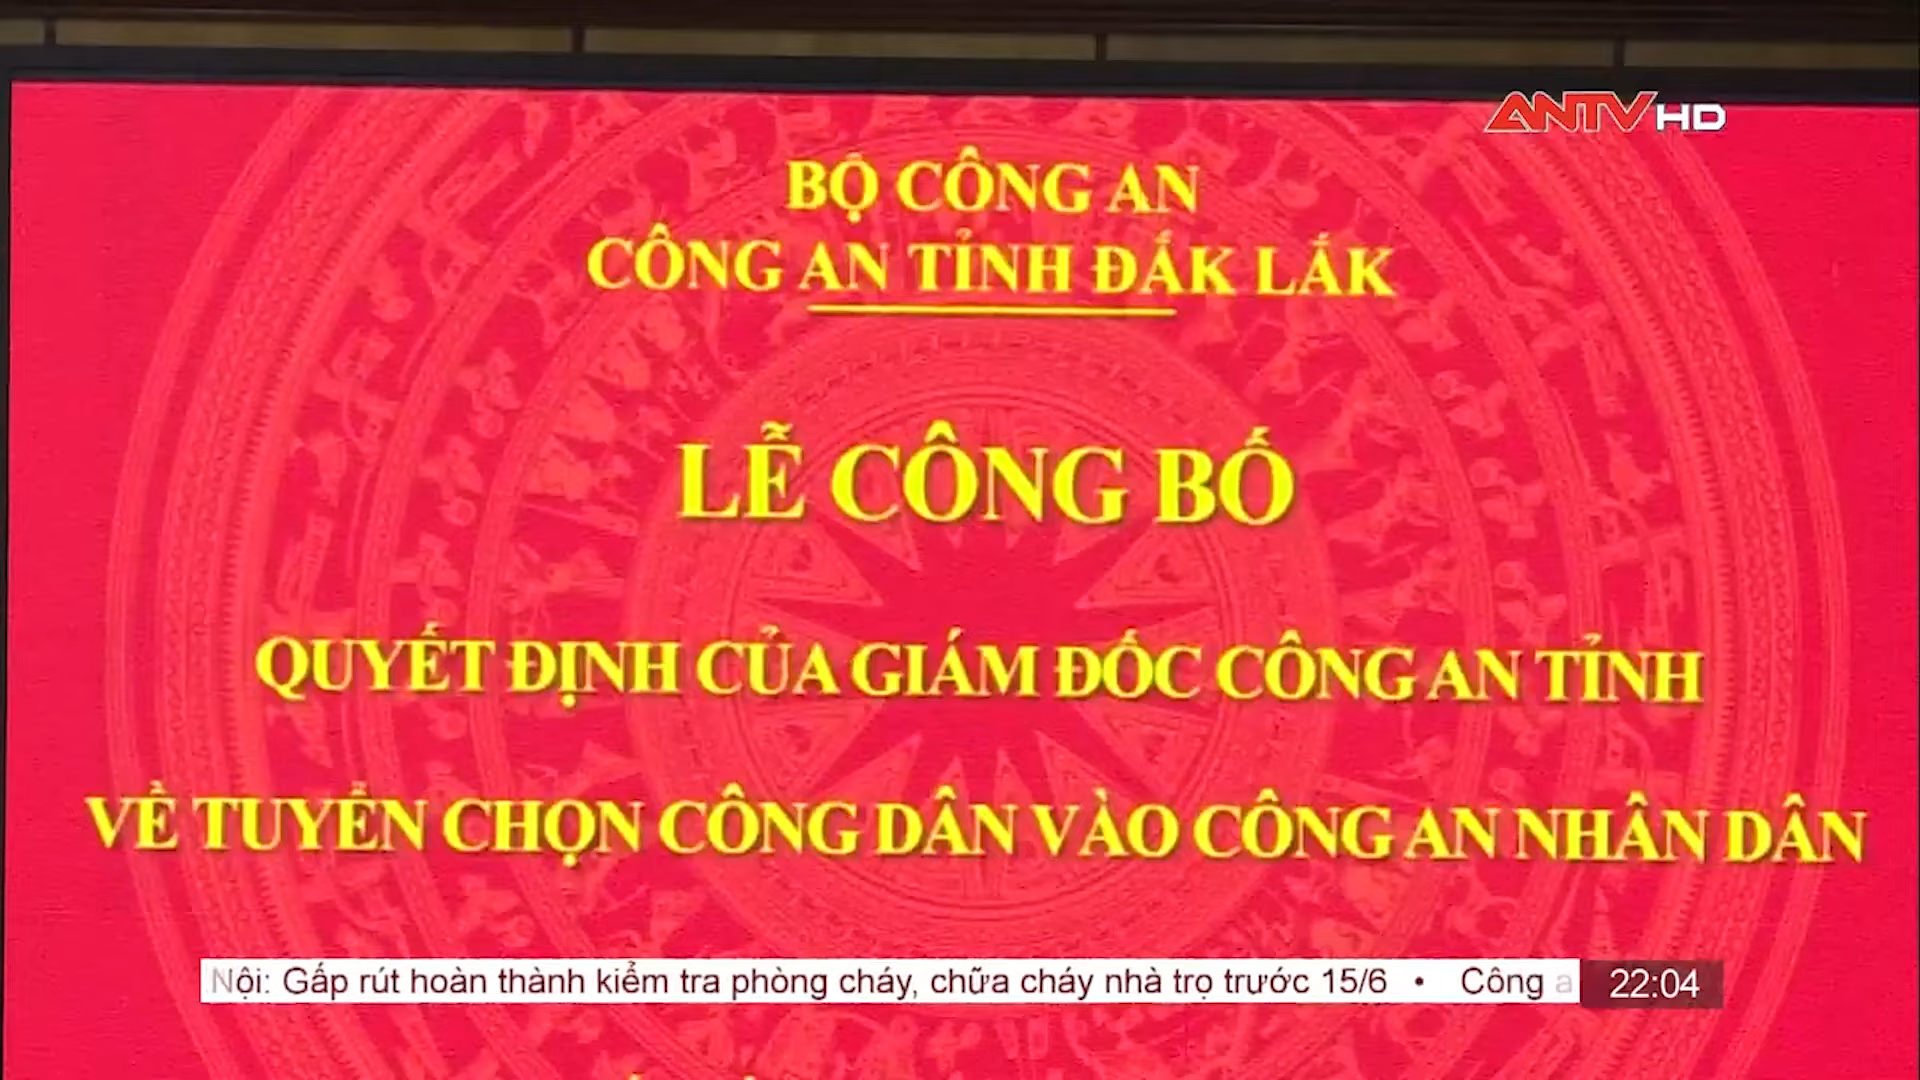 ANTV HD
BỘ CÔNG AN
CÔNG AN TỈNH ĐẮK LẮK
LỄ CÔNG BỐ
QUYẾT ĐỊNH CỦA GIÁM ĐỐC CÔNG AN TỈNH
VỀ TUYỂN CHỌN CÔNG DÂN VÀO CÔNG AN NHÂN DÂN
Nội: Gấp rút hoàn thành kiểm tra phòng cháy, chữa cháy nhà trọ trước 15/6 • Công a
22:04